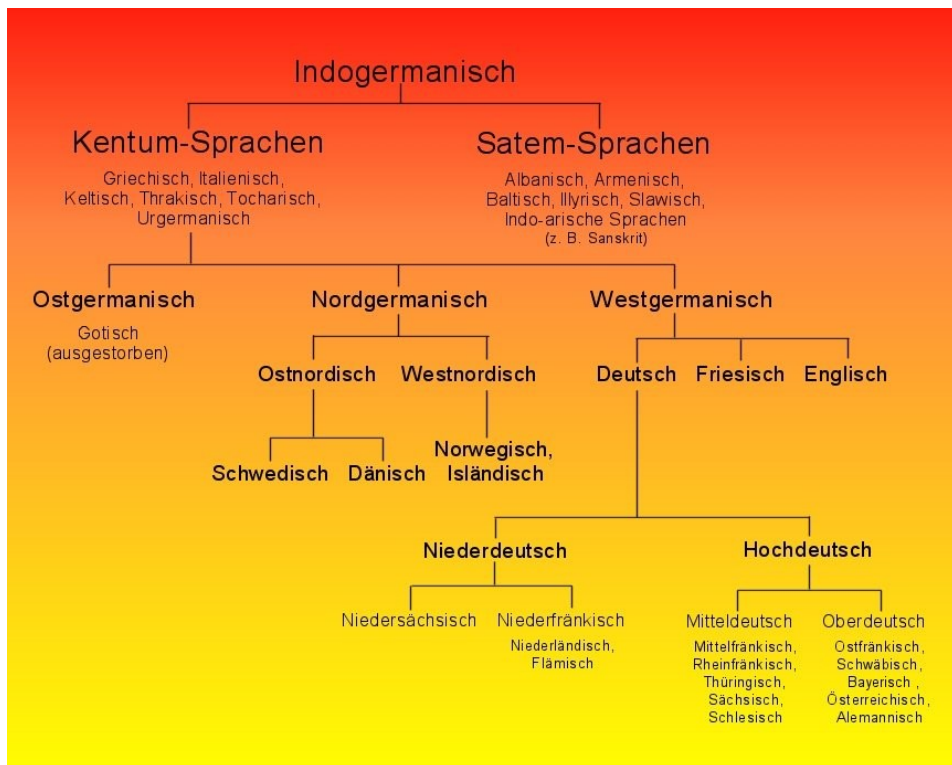 Indogermanisch
Kentum-Sprachen
Griechisch, Italienisch,
Keltisch, Thrakisch, Tocharisch,
Urgermanisch
Satem-Sprachen
Albanisch, Armenisch,
Baltisch, Illyrisch, Slawisch,
Indo-arische Sprachen
(z. B. Sanskrit)
Ostgermanisch
Gotisch
(ausgestorben)
Nordgermanisch
Westgermanisch
Ostnordisch
Westnordisch
Deutsch
Friesisch
Englisch
Schwedisch
Dänisch
Norwegisch,
Isländisch
Niederdeutsch
Hochdeutsch
Niedersächsisch
Niederfränkisch
Niederländisch,
Flämisch
Mitteldeutsch
Mittelfränkisch,
Rheinfränkisch,
Thüringisch,
Sächsisch,
Schlesisch
Oberdeutsch
Ostfränkisch,
Schwäbisch,
Bayerisch ,
Österreichisch,
Alemannisch